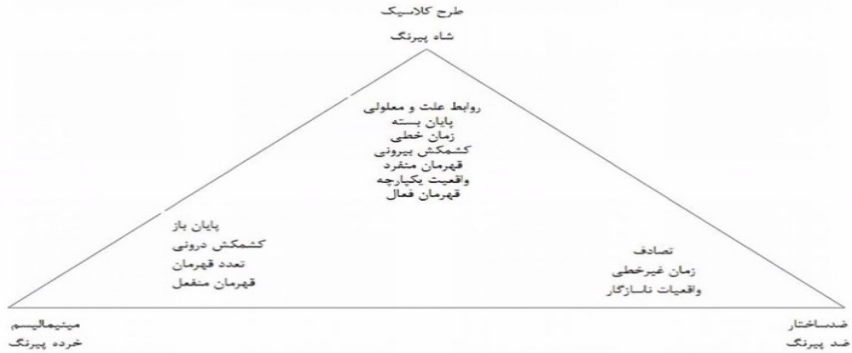 طرح کلاسیک
شاه پیرنگ
روابط علت و معلولی
پایان بسته
زمان خطی
کشمکش بیرونی
قهرمان منفرد
واقعیت یکپارچه
قهرمان فعال
تصادف
زمان غیرخطی
واقعیات ناسازگار
پایان باز
کشمکش درونی
تعدد قهرمان
قهرمان منفعل
ضدساختار
ضد پیرنگ
مینیمالیسم
خرده پیرنگ